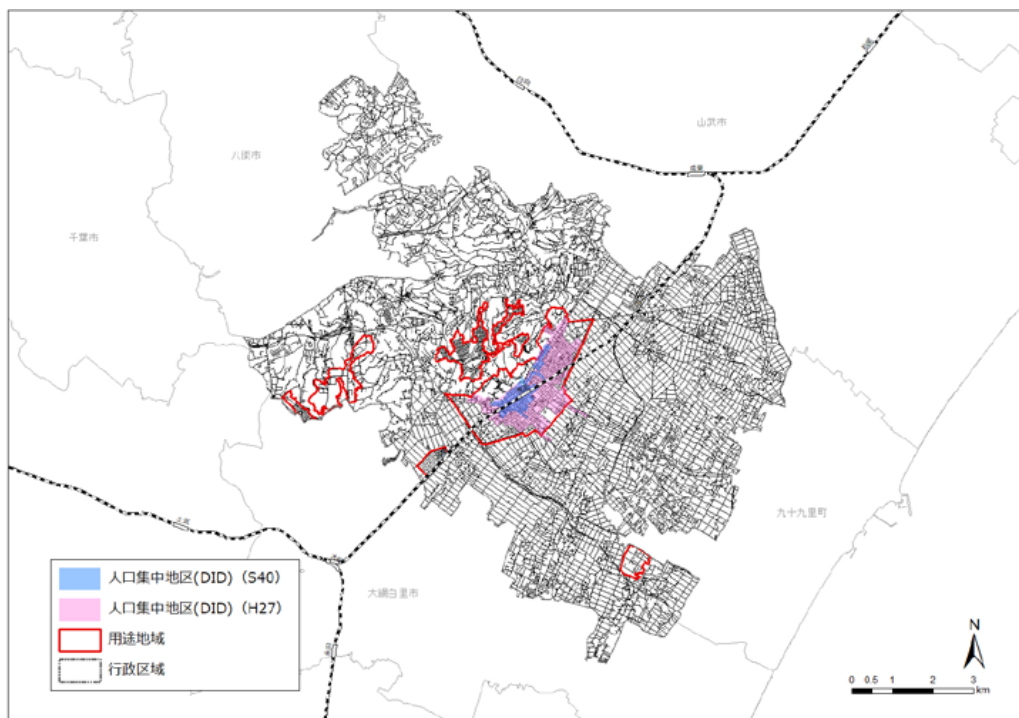 山武市
八街市
成東
千葉市
九十九里町
大網白里市
人口集中地区(DID)（S40）
人口集中地区(DID)（H27）
用途地域
行政区域
N
0 0.5 1 2 3
km